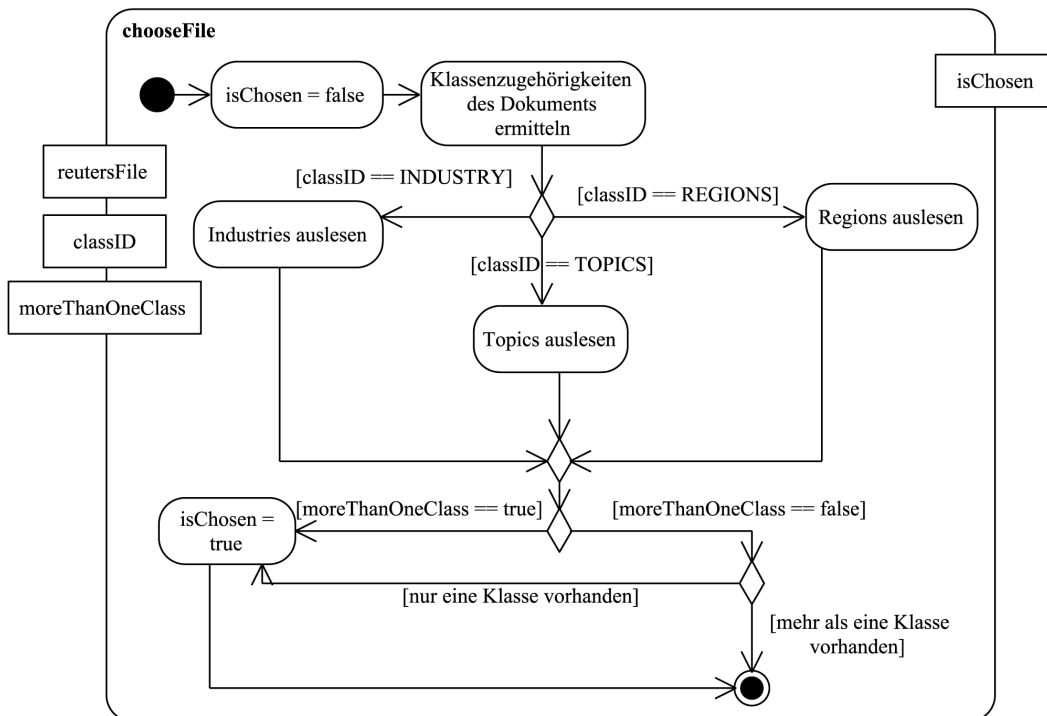 chooseFile
isChosen = false
Klassenzugehörigkeiten
des Dokuments
ermitteln
isChosen
reutersFile
classID
moreThanOneClass
[classID == INDUSTRY]
[classID == REGIONS]
Industries auslesen
Regions auslesen
[classID == TOPICS]
Topics auslesen
[moreThanOneClass == true]
[moreThanOneClass == false]
isChosen =
true
[nur eine Klasse vorhanden]
[mehr als eine Klasse
vorhanden]